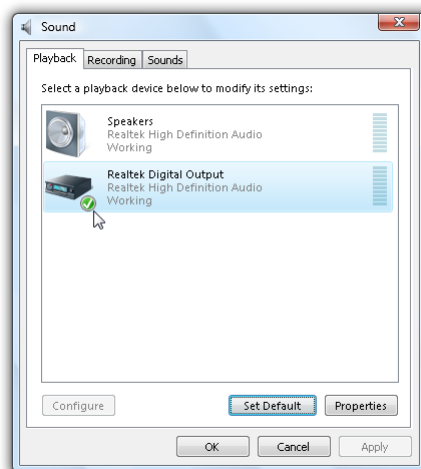 Sound
Playback Recording Sounds
Select a playback device below to modify its settings:
Speakers
Realtek High Definition Audio
Working
Realtek Digital Output
Realtek High Definition Audio
Working
Configure Set Default Properties
OK Cancel Apply